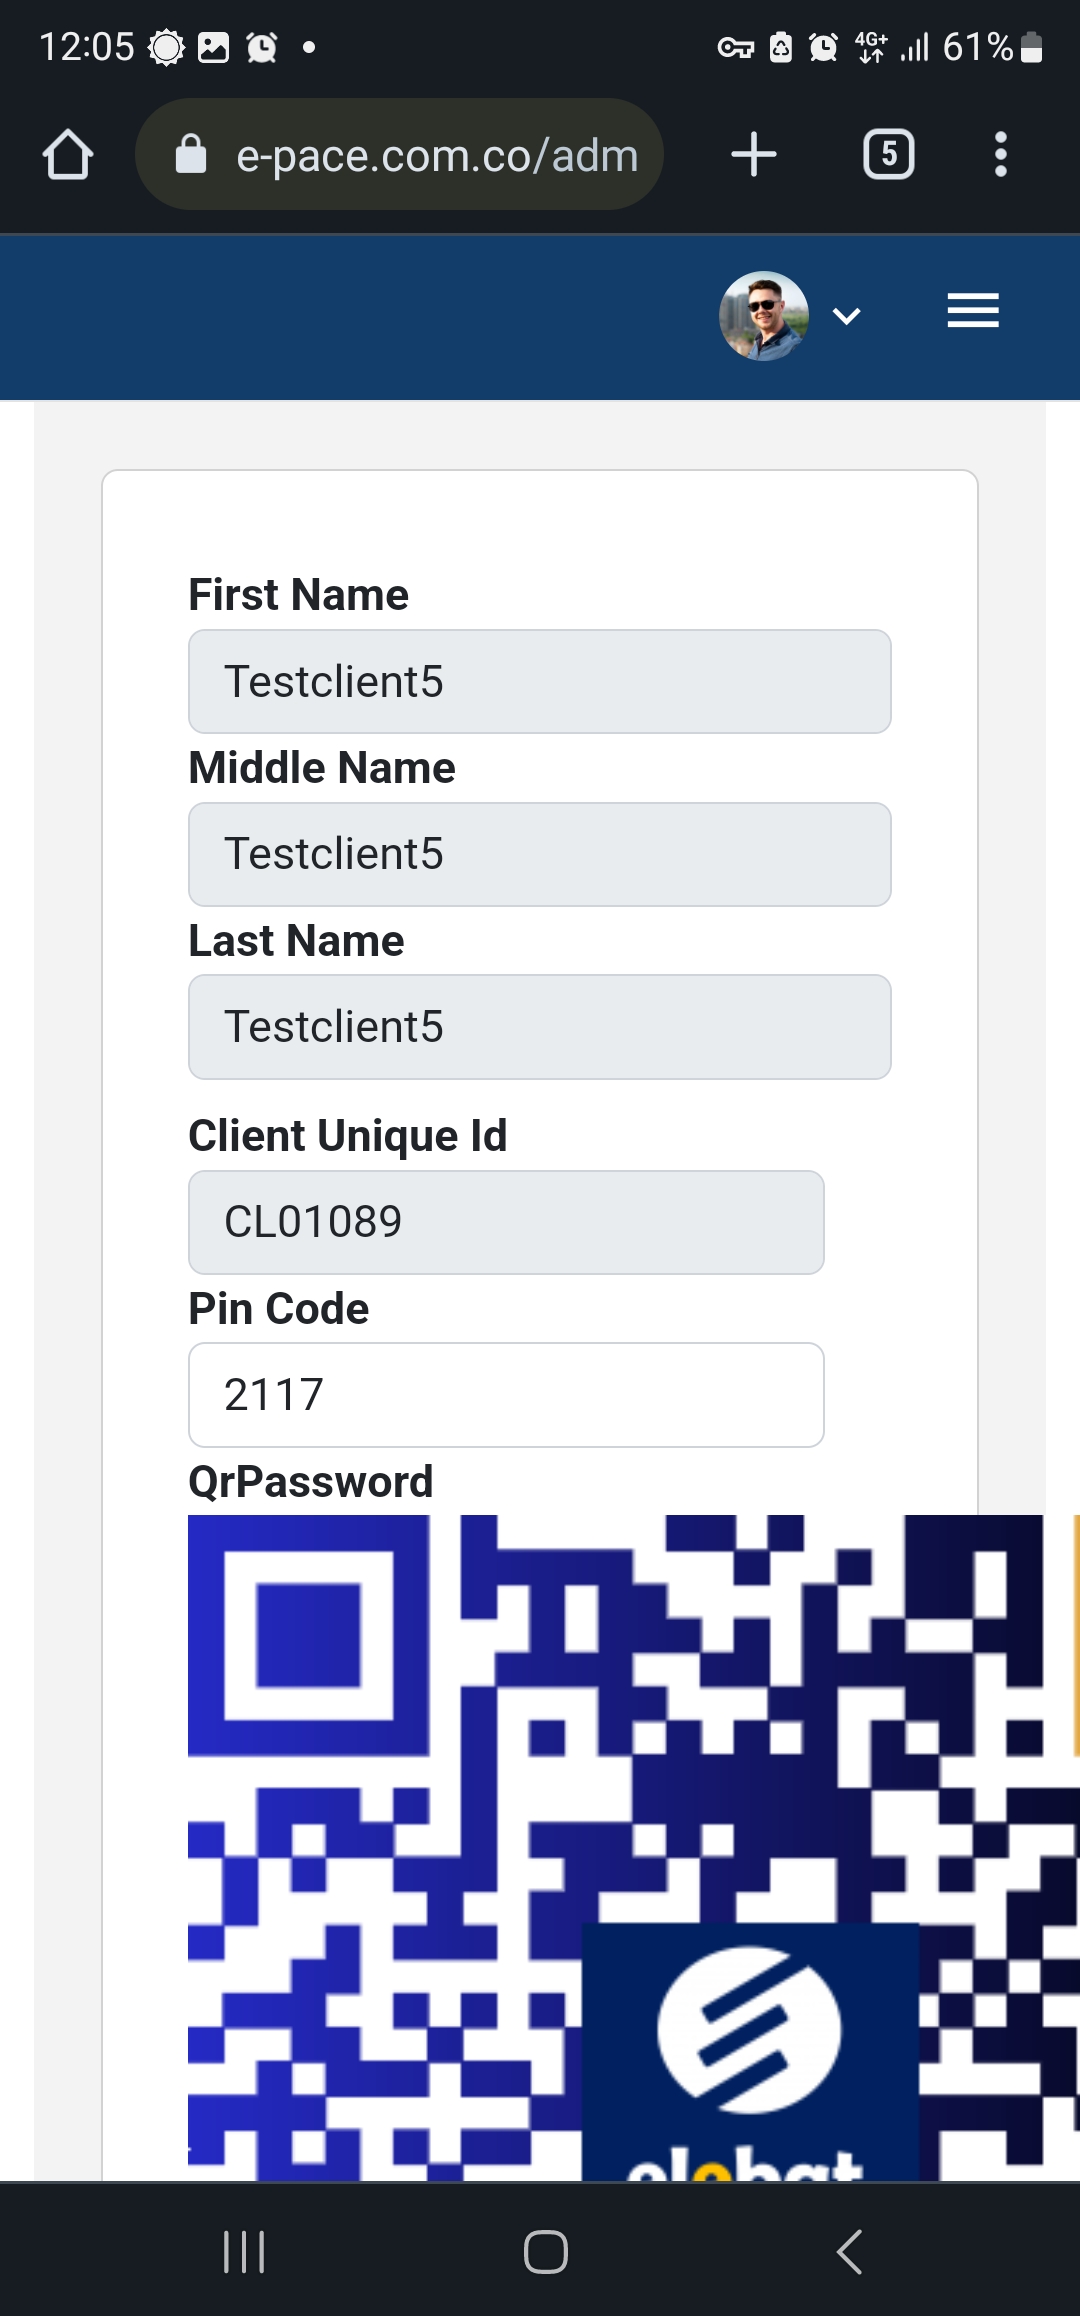 12:05
4G+
61%
e-pace.com.co/adm
5
First Name
Testclient5
Middle Name
Testclient5
Last Name
Testclient5
Client Unique Id
CL01089
Pin Code
2117
QrPassword